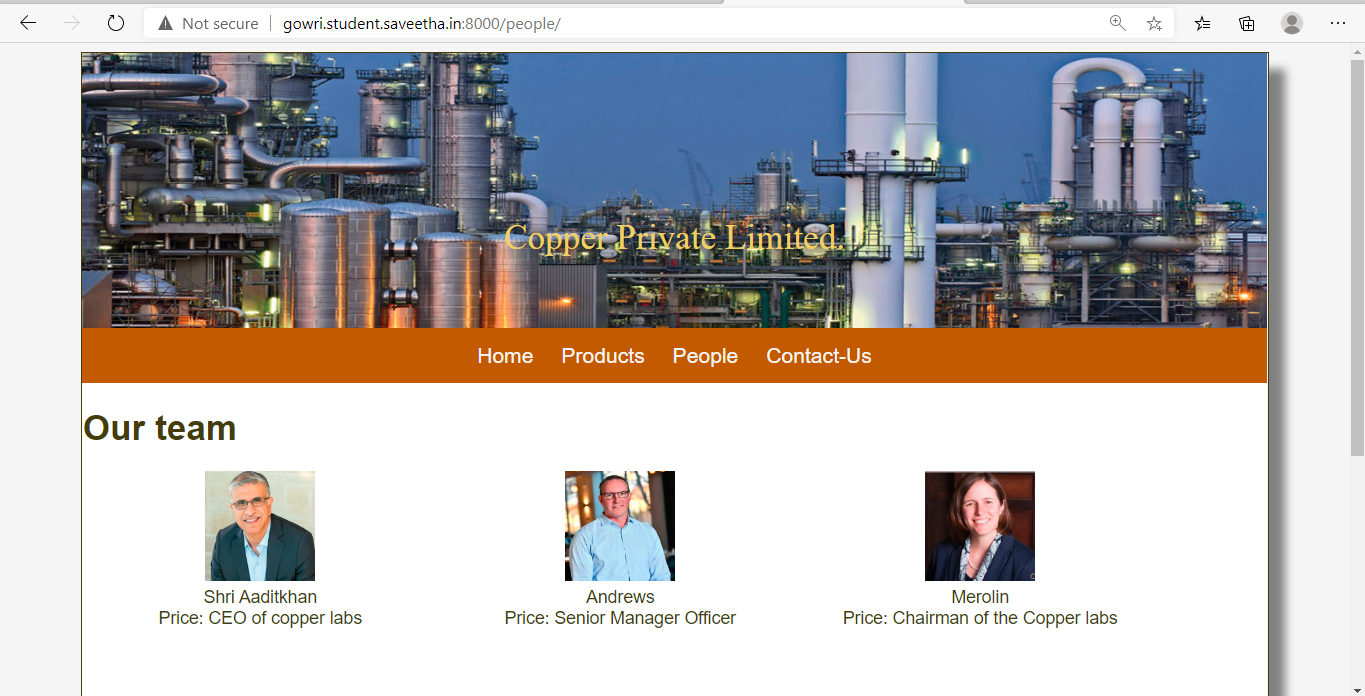 Not secure | gowri.student.saveetha.in:8000/people/
Copper Private Limited.
Home Products People Contact-Us
Our team
Shri Aaditkhan Andrews Merolin
Price: CEO of copper labs Price: Senior Manager Officer Price: Chairman of the Copper labs